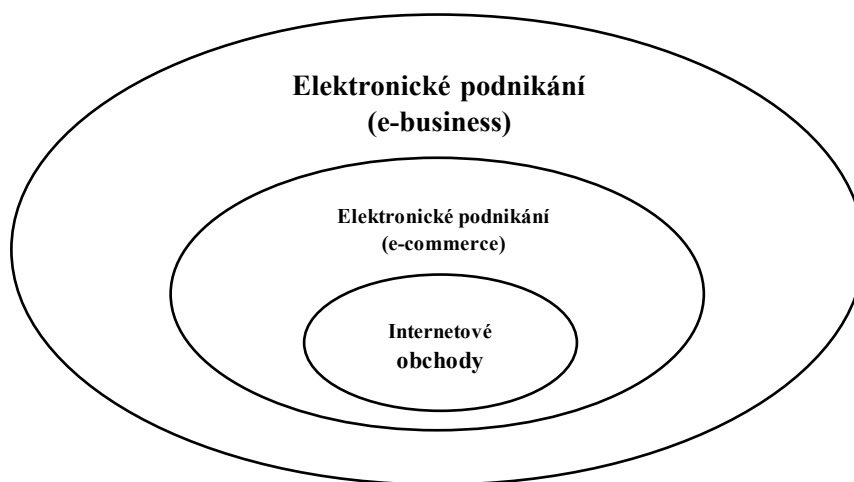 Elektronické podnikání
(e-business)
Elektronické podnikání
(e-commerce)
Internetové
obchody